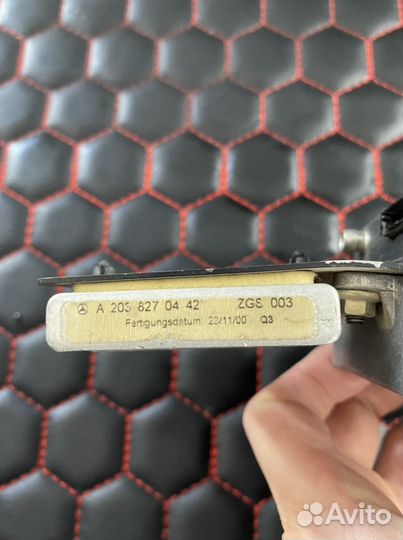 A 203 827 04 42 ZGS 003
Fertigungsdatum: 23/11/00 Q3
Avito